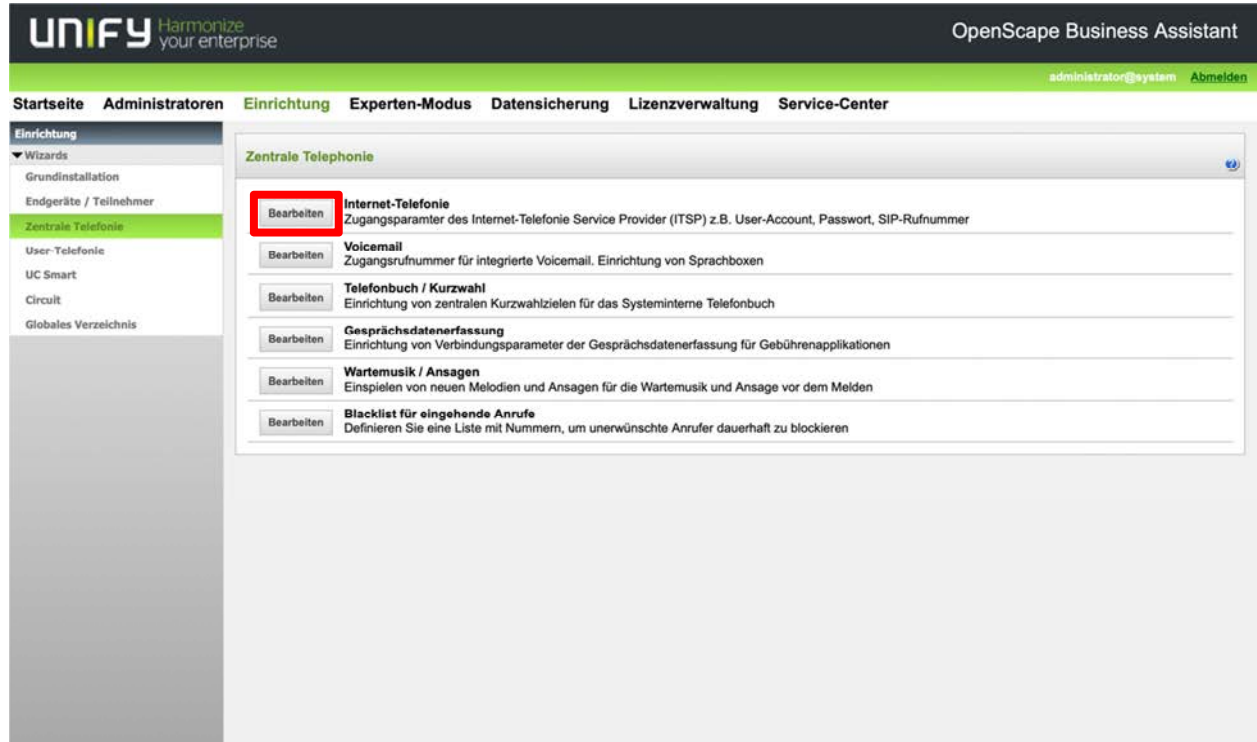 UNIFY Harmonize
your enterprise
OpenScape Business Assistant
administrator@system Abmelden
Startseite Administratoren Einrichtung Experten-Modus Datensicherung Lizenzverwaltung Service-Center
Einrichtung
Wizards
Grundinstallation
Endgeräte / Teilnehmer
Zentrale Telefonie
User-Telefonie
UC Smart
Circuit
Globales Verzeichnis
Zentrale Telephonie
Bearbeiten
Internet-Telefonie
Zugangsparamter des Internet-Telefonie Service Provider (ITSP) z.B. User-Account, Passwort, SIP-Rufnummer
Bearbeiten
Voicemail
Zugangsrufnummer für integrierte Voicemail. Einrichtung von Sprachboxen
Bearbeiten
Telefonbuch / Kurzwahl
Einrichtung von zentralen Kurzwahlzielen für das Systeminterne Telefonbuch
Bearbeiten
Gesprächsdatenerfassung
Einrichtung von Verbindungsparameter der Gesprächsdatenerfassung für Gebührenapplikationen
Bearbeiten
Wartemusik / Ansagen
Einspielen von neuen Melodien und Ansagen für die Wartemusik und Ansage vor dem Melden
Bearbeiten
Blacklist für eingehende Anrufe
Definieren Sie eine Liste mit Nummern, um unerwünschte Anrufer dauerhaft zu blockieren